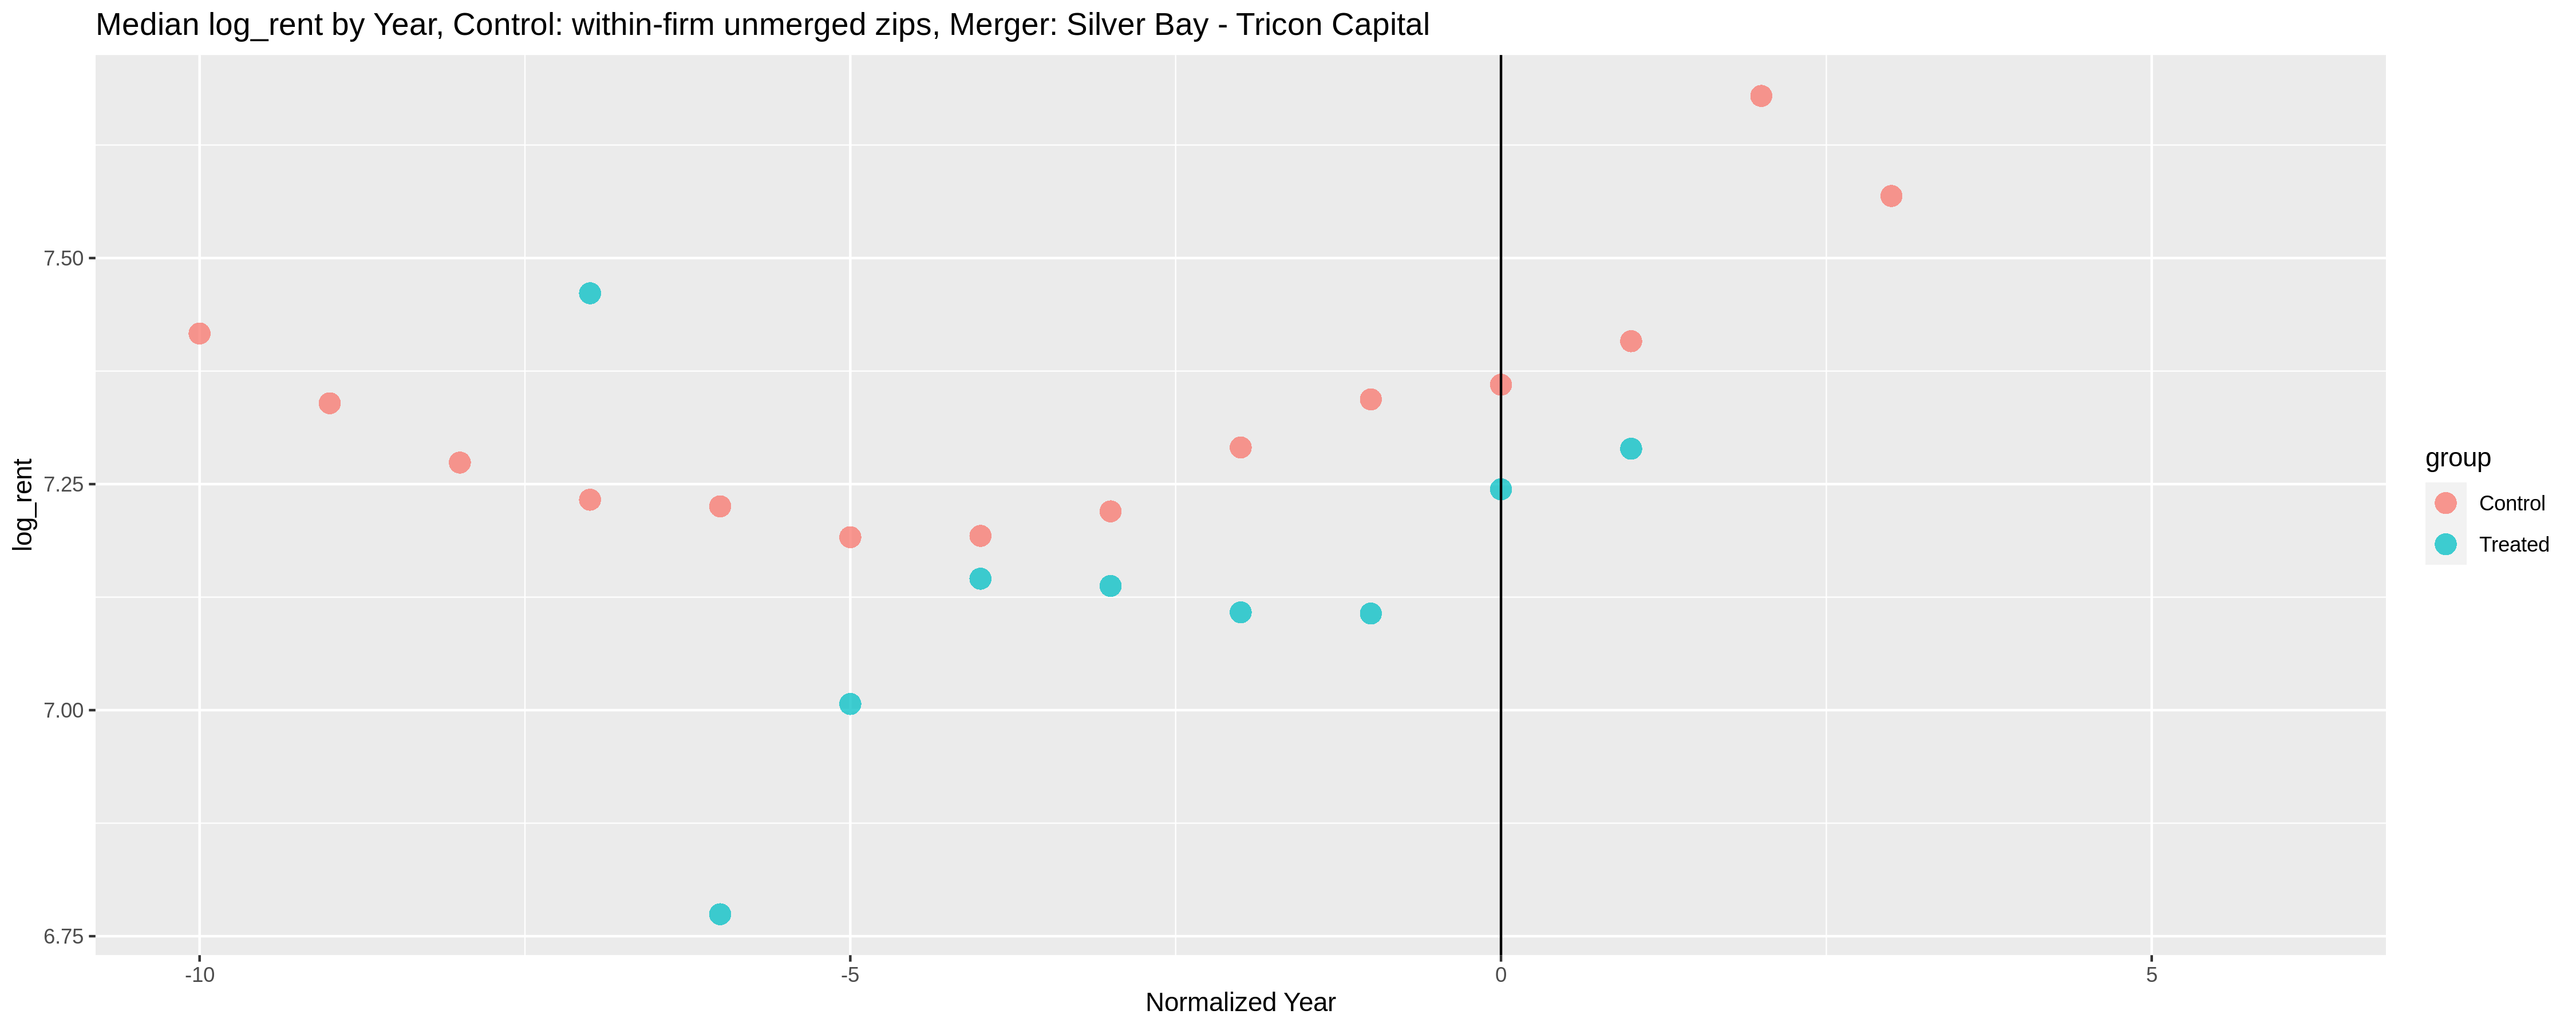 Median log_rent by Year, Control: within-firm unmerged zips, Merger: Silver Bay - Tricon Capital
log_rent
7.50
7.25
7.00
6.75
-10
-5
0
5
Normalized Year
group
Control
Treated